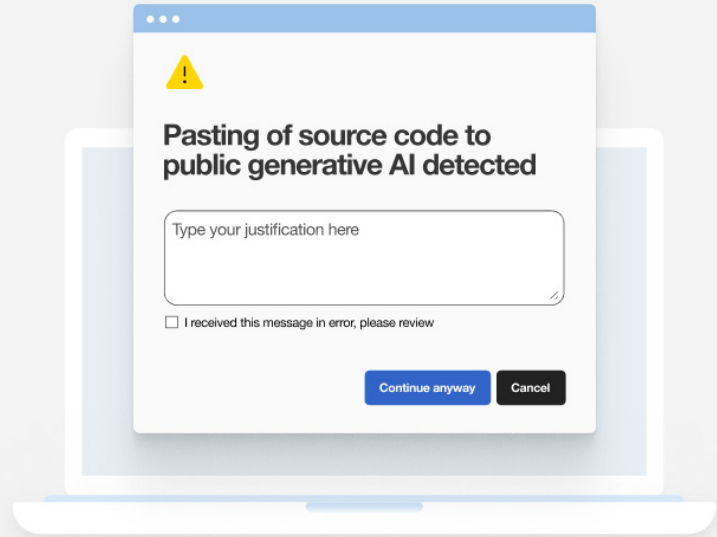 Pasting of source code to
public generative AI detected
Type your justification here
I received this message in error, please review
Continue anyway
Cancel